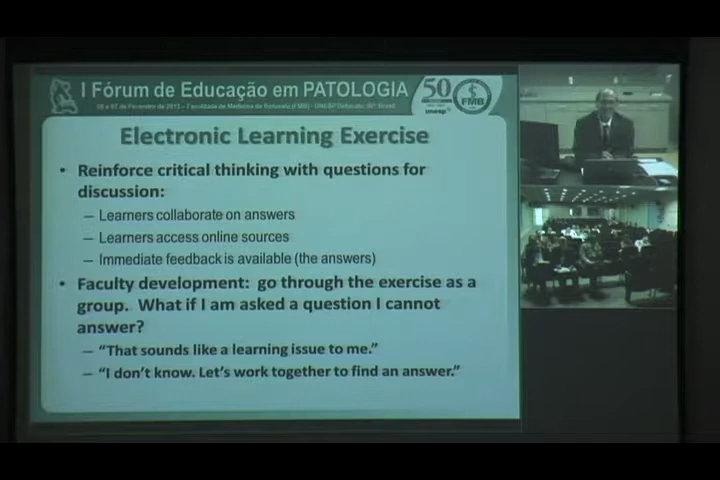 I Fórum de Educação em PATOLOGIA
50
FMB
unesp
Electronic Learning Exercise
• Reinforce critical thinking with questions for
discussion:
– Learners collaborate on answers
– Learners access online sources
– Immediate feedback is available (the answers)
• Faculty development: go through the exercise as a
group. What if I am asked a question I cannot
answer?
– “That sounds like a learning issue to me.”
– “I don’t know. Let’s work together to find an answer.”